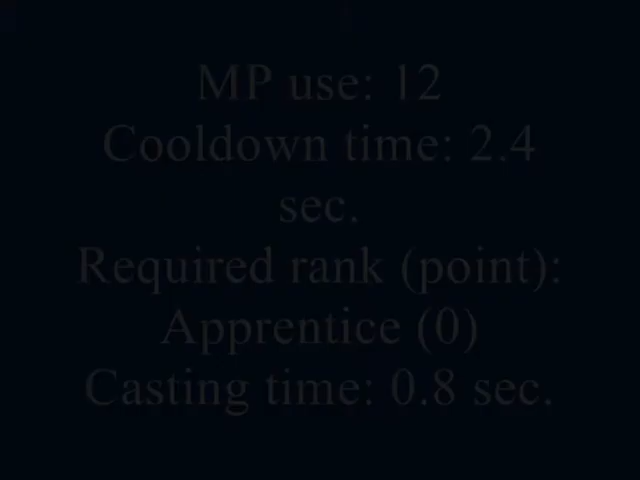 MP use: 12
Cooldown time: 2.4
sec.
Required rank (point):
Apprentice (0)
Casting time: 0.8 sec.